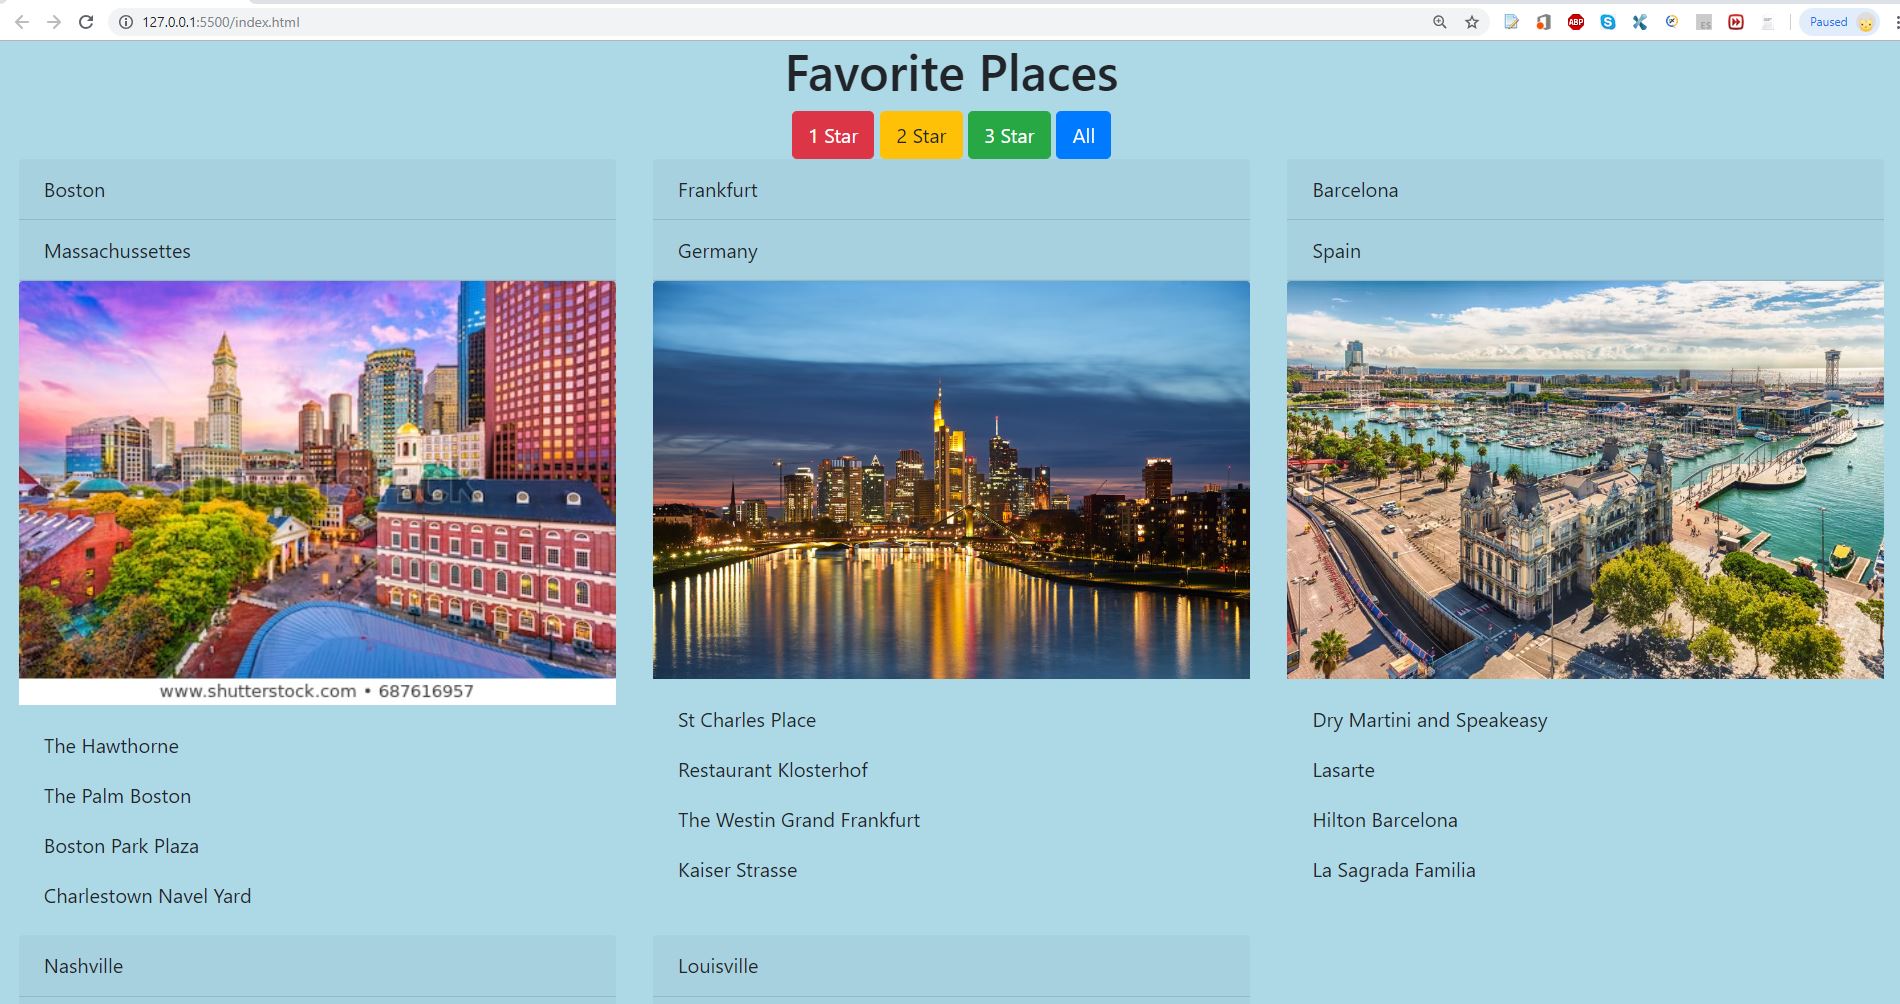 127.0.0.1:5500/index.html
ABP
ES
Paused
Favorite Places
1 Star
2 Star
3 Star
All
Boston
Massachussettes
www.shutterstock.com • 687616957
The Hawthorne
The Palm Boston
Boston Park Plaza
Charlestown Navel Yard
Frankfurt
Germany
St Charles Place
Restaurant Klosterhof
The Westin Grand Frankfurt
Kaiser Strasse
Barcelona
Spain
Dry Martini and Speakeasy
Lasarte
Hilton Barcelona
La Sagrada Familia
Nashville
Louisville